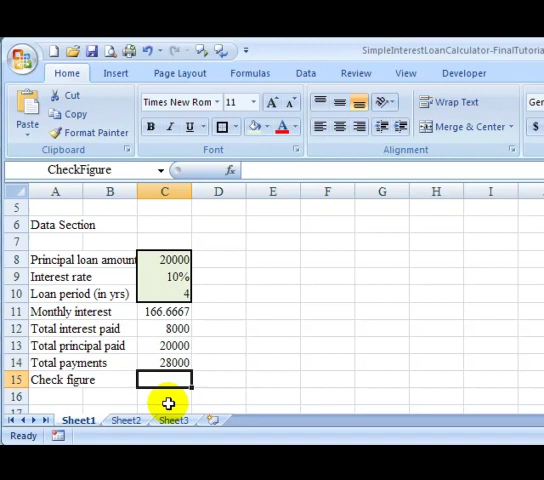 SimpleInterestLoanCalculator-FinalTutoria
Home Insert Page Layout Formulas Data Review View Developer
Paste
Cut
Copy
Format Painter
Clipboard
Times New Rom 11 A A
B I U A
Font
Wrap Text
Merge & Center
Alignment
Gen
$
CheckFigure fx
A B C D E F G H I
5
6 Data Section
7
8 Principal loan amount 20000
9 Interest rate 10%
10 Loan period (in yrs) 4
11 Monthly interest 166.6667
12 Total interest paid 8000
13 Total principal paid 20000
14 Total payments 28000
15 Check figure
16
17
Sheet1 Sheet2 Sheet3
Ready